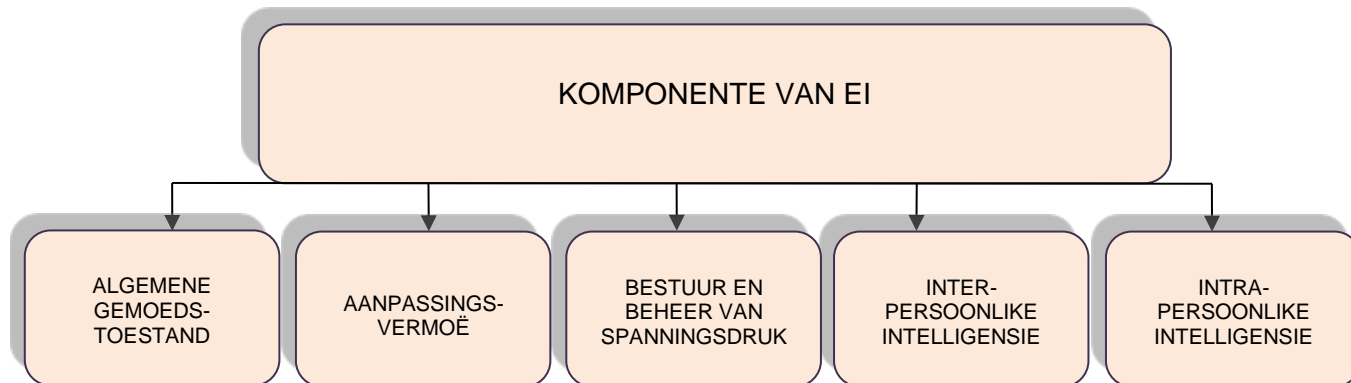 KOMPONENTE VAN EI
ALGEMENE
GEMOEDS-
TOESTAND
AANPASSINGS-
VERMOË
BESTUUR EN
BEHEER VAN
SPANNINGSDRUK
INTER-
PERSOONLIKE
INTELLIGENSIE
INTRA-
PERSOONLIKE
INTELLIGENSIE